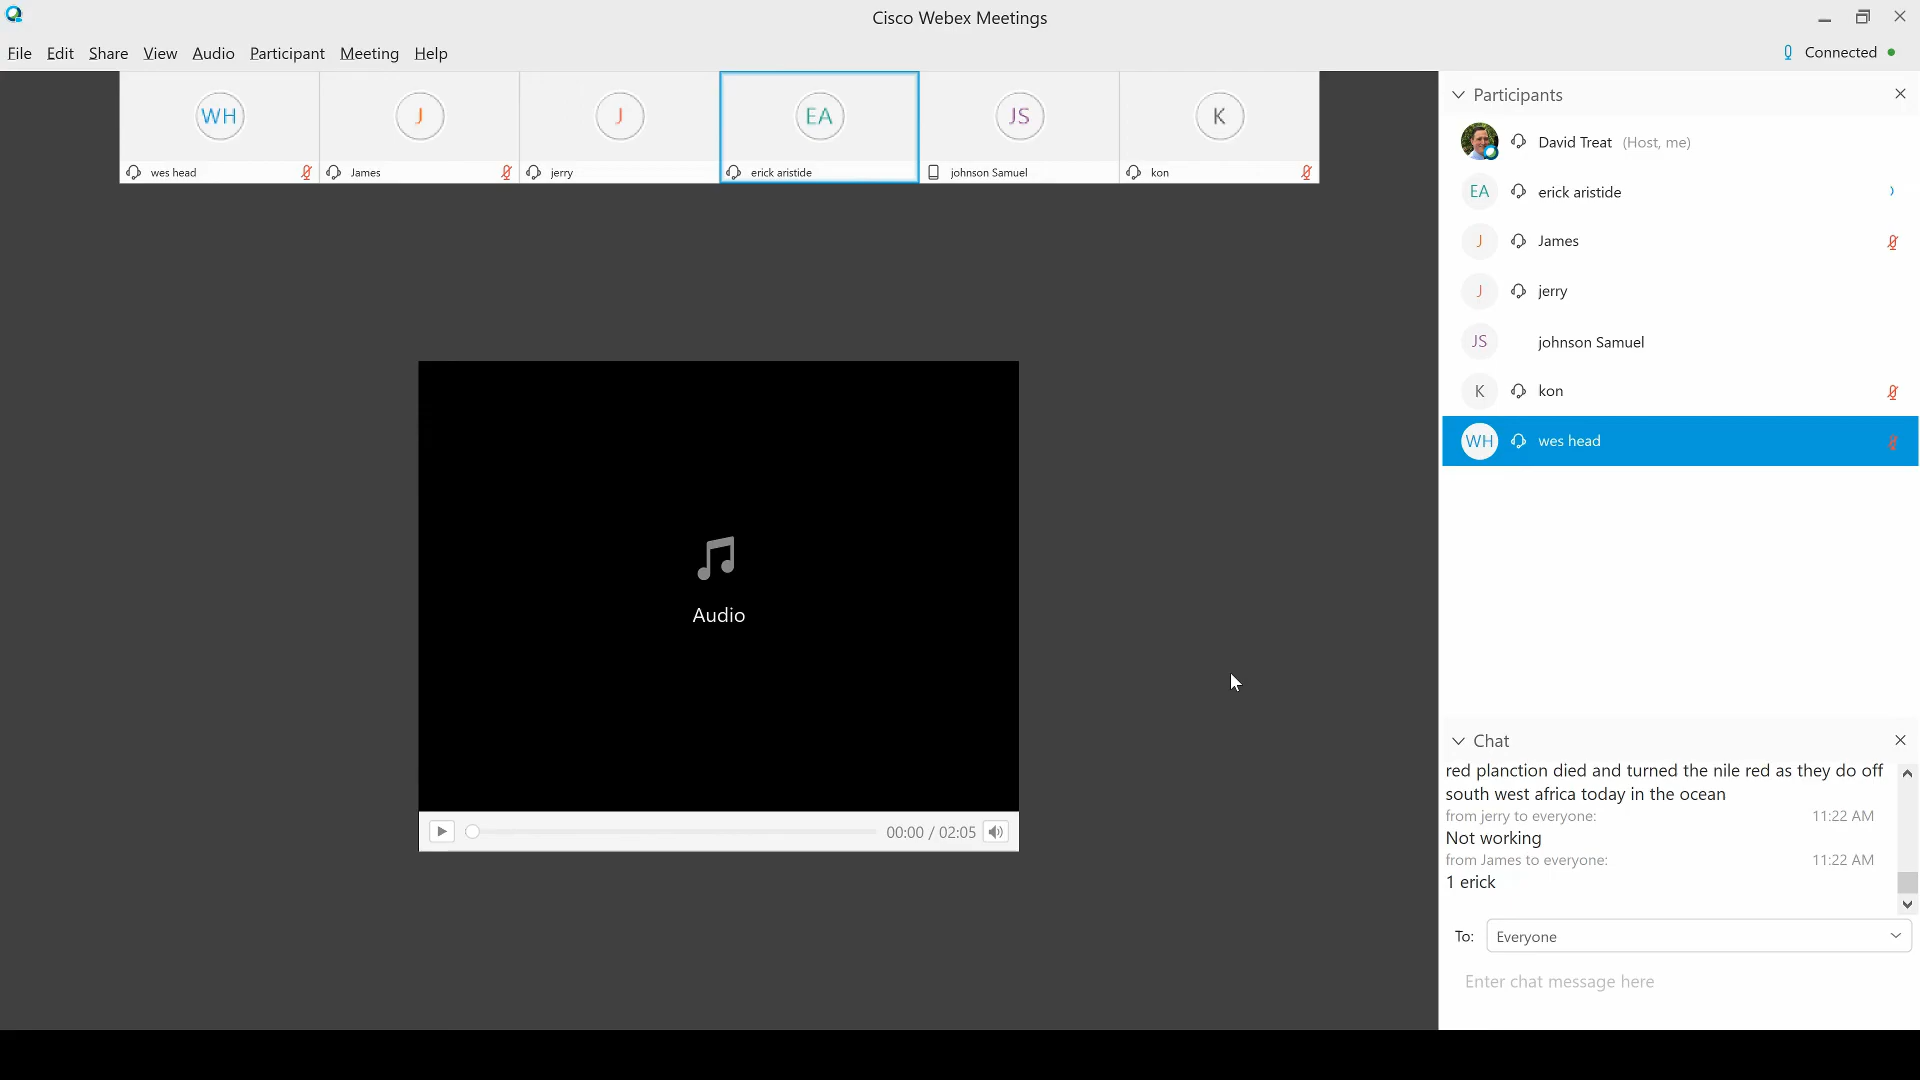 Cisco Webex Meetings
File Edit Share View Audio Participant Meeting Help
Connected
WH
wes head
J
James
J
jerry
EA
erick aristide
JS
johnson Samuel
K
kon
Audio
00:00 / 02:05
Participants
David Treat (Host, me)
EA erick aristide
J James
J jerry
JS johnson Samuel
K kon
WH wes head
Chat
red planction died and turned the nile red as they do off
south west africa today in the ocean
from jerry to everyone: 11:22 AM
Not working
from James to everyone: 11:22 AM
1 erick
To: Everyone
Enter chat message here